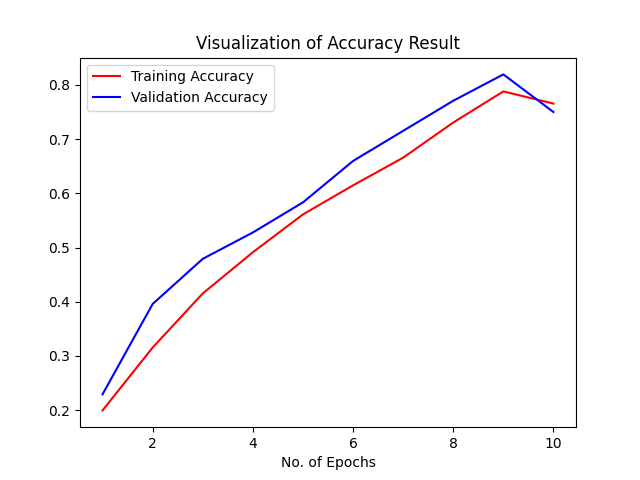 Visualization of Accuracy Result
Training Accuracy
Validation Accuracy
0.8
0.7
0.6
0.5
0.4
0.3
0.2
2 4 6 8 10
No. of Epochs